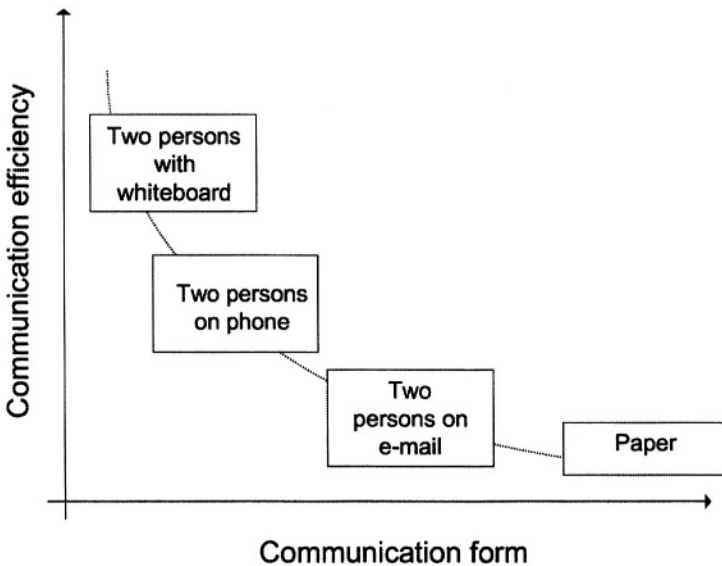 Communication efficiency
Two persons
with
whiteboard
Two persons
on phone
Two
persons on
e-mail
Paper
Communication form